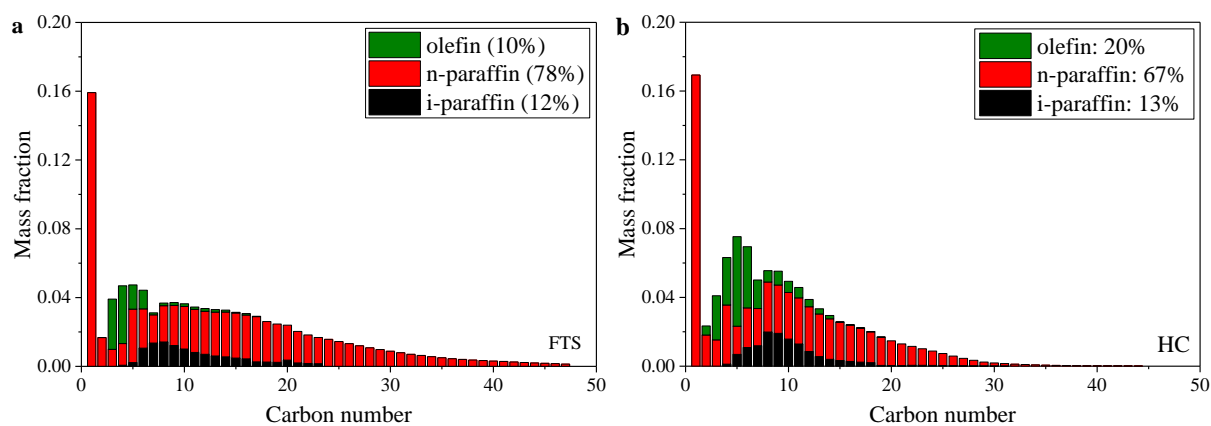 a
0.20
0.16
0.12
0.08
0.04
0.00
Mass fraction
olefin (10%)
n-paraffin (78%)
i-paraffin (12%)
FTS
0 10 20 30 40 50
Carbon number
b
0.20
0.16
0.12
0.08
0.04
0.00
Mass fraction
olefin: 20%
n-paraffin: 67%
i-paraffin: 13%
HC
0 10 20 30 40 50
Carbon number